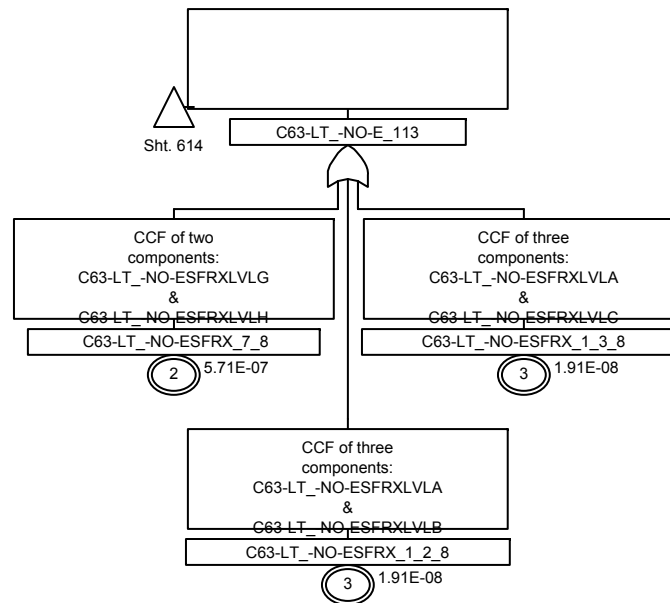 C63-LT_-NO-E_113
Sht. 614
CCF of two
components:
C63-LT_-NO-ESFRXLVLG
&
C63-LT_-NO-ESFRXLVLH
C63-LT_-NO-ESFRX_7_8
2
5.71E-07
CCF of three
components:
C63-LT_-NO-ESFRXLVLA
&
C63-LT_-NO-ESFRXLVLC
C63-LT_-NO-ESFRX_1_3_8
3
1.91E-08
CCF of three
components:
C63-LT_-NO-ESFRXLVLA
&
C63-LT_-NO-ESFRXLVLB
C63-LT_-NO-ESFRX_1_2_8
3
1.91E-08